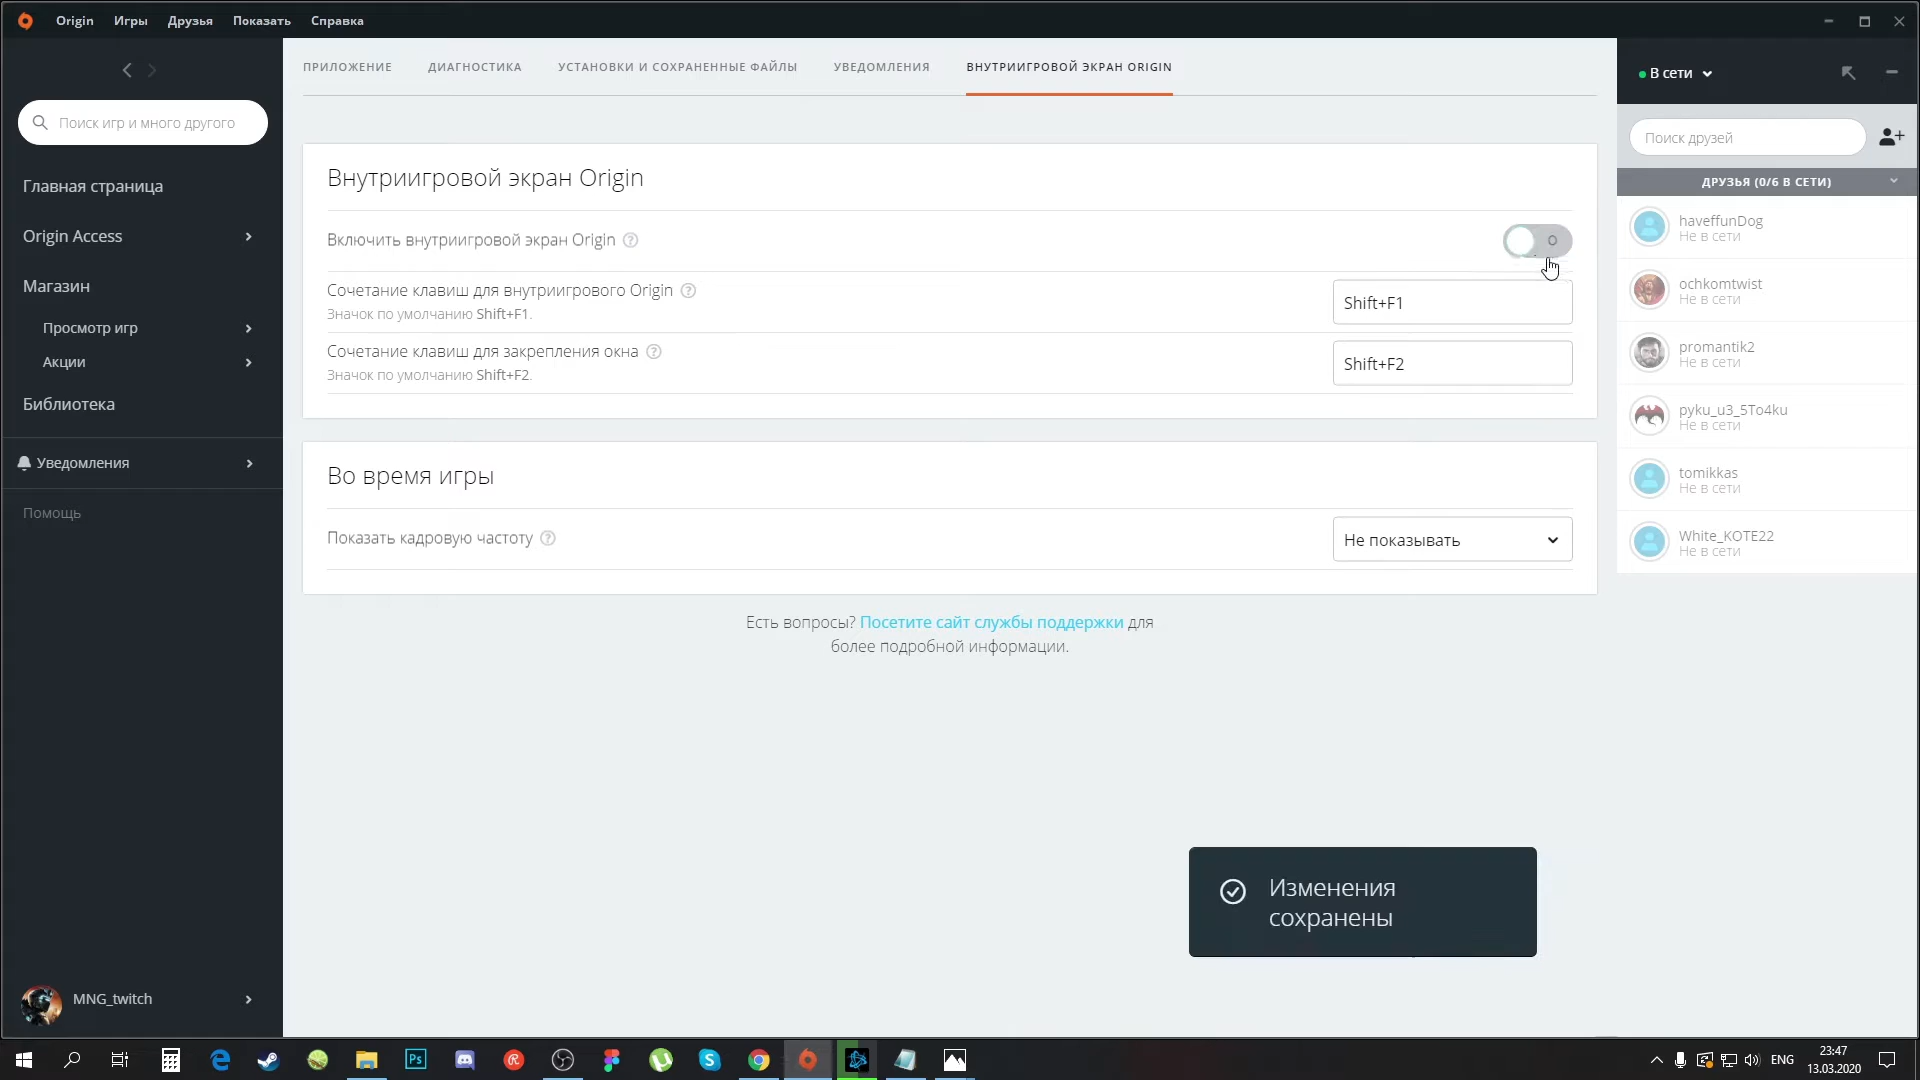 Origin Игры Друзья Показать Справка
Поиск игр и много другого
Главная страница
Origin Access
Магазин
Просмотр игр
Акции
Библиотека
Уведомления
Помощь
MNG_twitch
ПРИЛОЖЕНИЕ ДИАГНОСТИКА УСТАНОВКИ И СОХРАНЕННЫЕ ФАЙЛЫ УВЕДОМЛЕНИЯ ВНУТРИИГРОВОЙ ЭКРАН ORIGIN
Внутриигровой экран Origin
Включить внутриигровой экран Origin ?
Сочетание клавиш для внутриигрового Origin ?
Значок по умолчанию Shift+F1.
Shift+F1
Сочетание клавиш для закрепления окна ?
Значок по умолчанию Shift+F2.
Shift+F2
Во время игры
Показать кадровую частоту ?
Не показывать
Есть вопросы? Посетите сайт службы поддержки для
более подробной информации.
Изменения
сохранены
В сети
Поиск друзей
ДРУЗЬЯ (0/6 В СЕТИ)
haveffunDog
Не в сети
ochkomtwist
Не в сети
promantik2
Не в сети
pyku_u3_5To4ku
Не в сети
tomikkas
Не в сети
White_KOTE22
Не в сети
Ps
ENG
23:47
13.03.2020